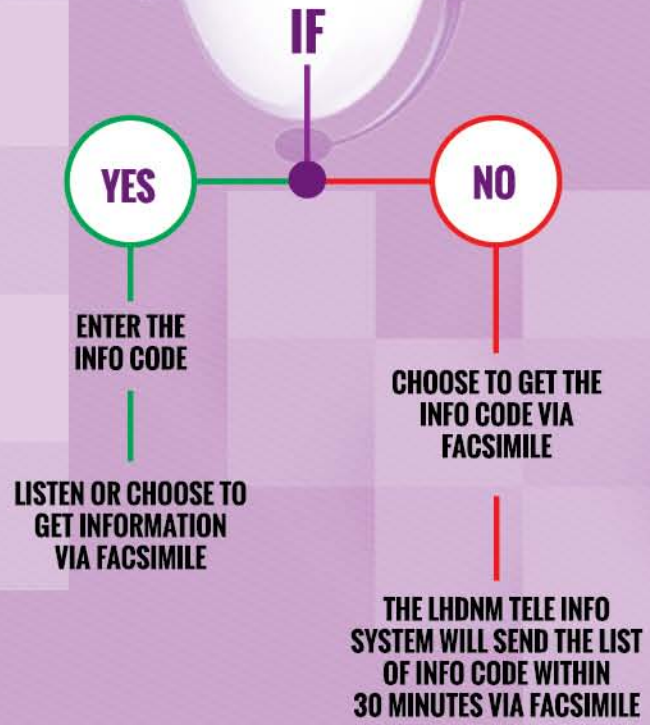 IF
YES
NO
ENTER THE
INFO CODE
LISTEN OR CHOOSE TO
GET INFORMATION
VIA FACSIMILE
CHOOSE TO GET THE
INFO CODE VIA
FACSIMILE
THE LHDNM TELE INFO
SYSTEM WILL SEND THE LIST
OF INFO CODE WITHIN
30 MINUTES VIA FACSIMILE